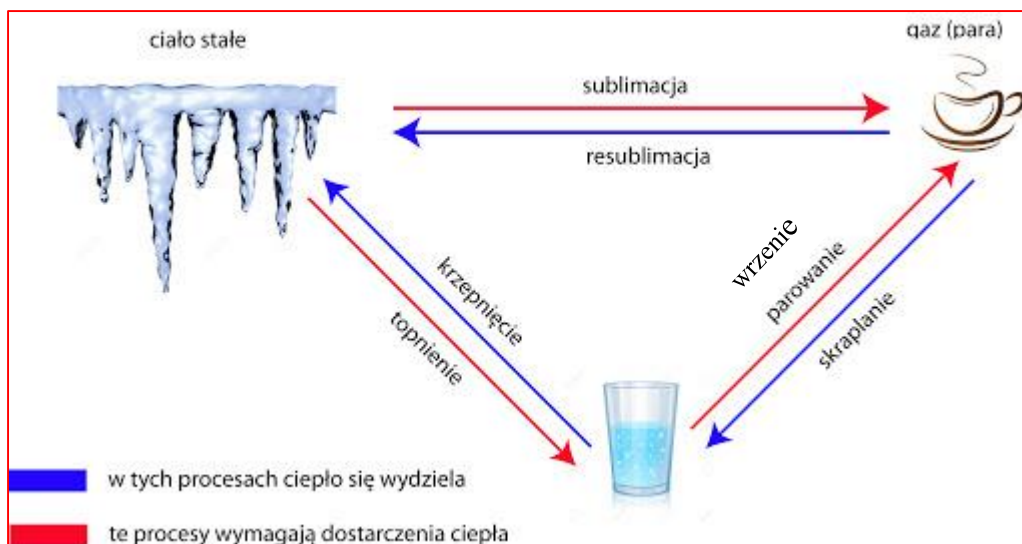 ciało stałe
gaz (para)
sublimacja
resublimacja
wrzenie
parowanie
skraplanie
krzepnięcie
topnienie
w tych procesach ciepło się wydziela
te procesy wymagają dostarczenia ciepła